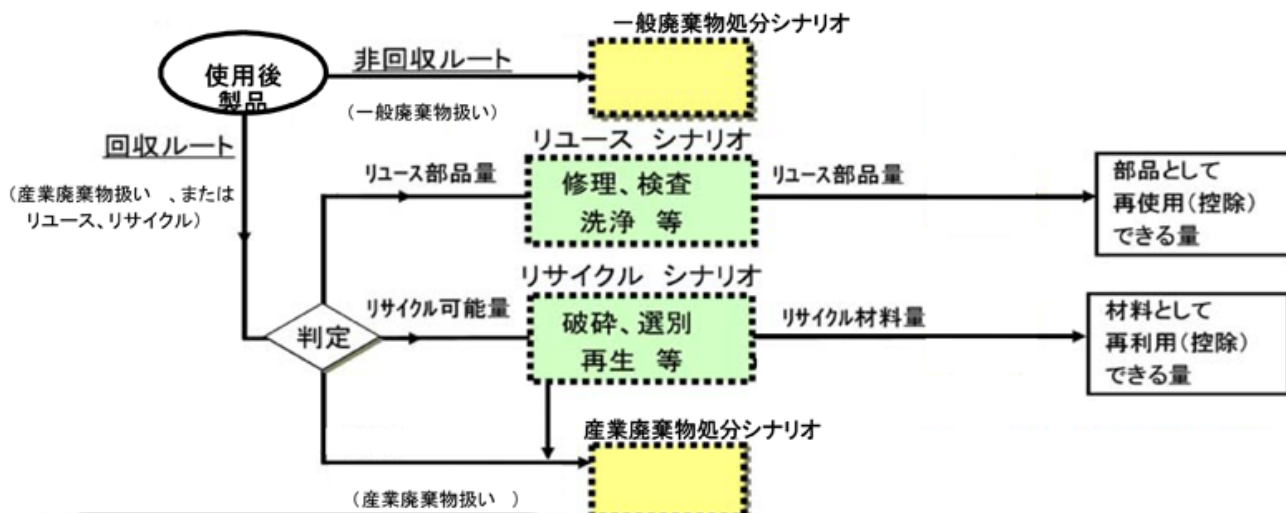 一般廃棄物処分シナリオ
使用後
製品
非回収ルート
（一般廃棄物扱い）
回収ルート
（産業廃棄物扱い 、または
リユース、リサイクル）
リユース シナリオ
リユース部品量
修理、検査
洗浄 等
リユース部品量
部品として
再使用（控除）
できる量
リサイクル シナリオ
判定
リサイクル可能量
破砕、選別
再生 等
リサイクル材料量
材料として
再利用（控除）
できる量
産業廃棄物処分シナリオ
（産業廃棄物扱い ）